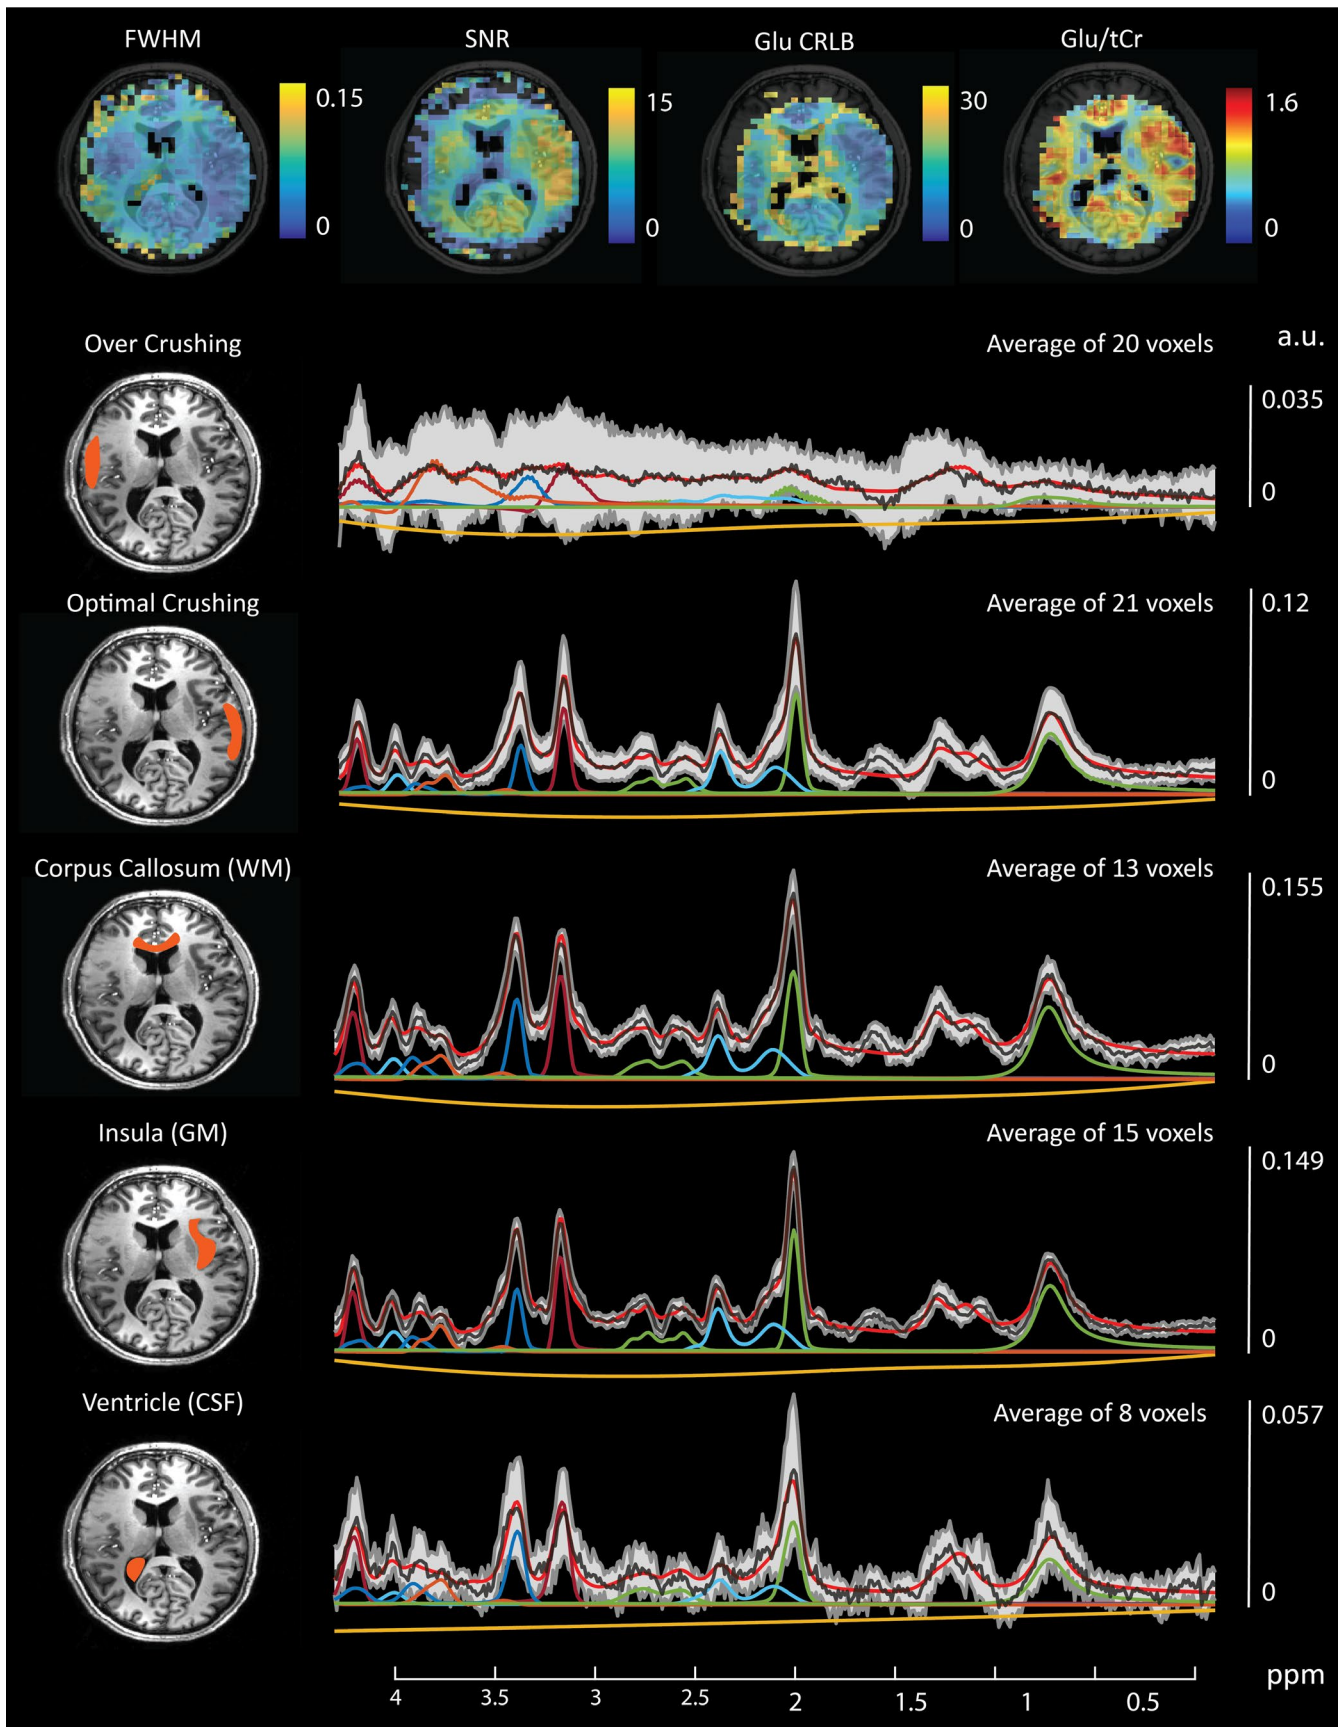 FWHM
SNR
Glu CRLB
Glu/tCr
0.15
0
15
0
30
0
1.6
0
Over Crushing
Average of 20 voxels
a.u.
0.035
0
Optimal Crushing
Average of 21 voxels
0.12
0
Corpus Callosum (WM)
Average of 13 voxels
0.155
0
Insula (GM)
Average of 15 voxels
0.149
0
Ventricle (CSF)
Average of 8 voxels
0.057
0
4 3.5 3 2.5 2 1.5 1 0.5 ppm